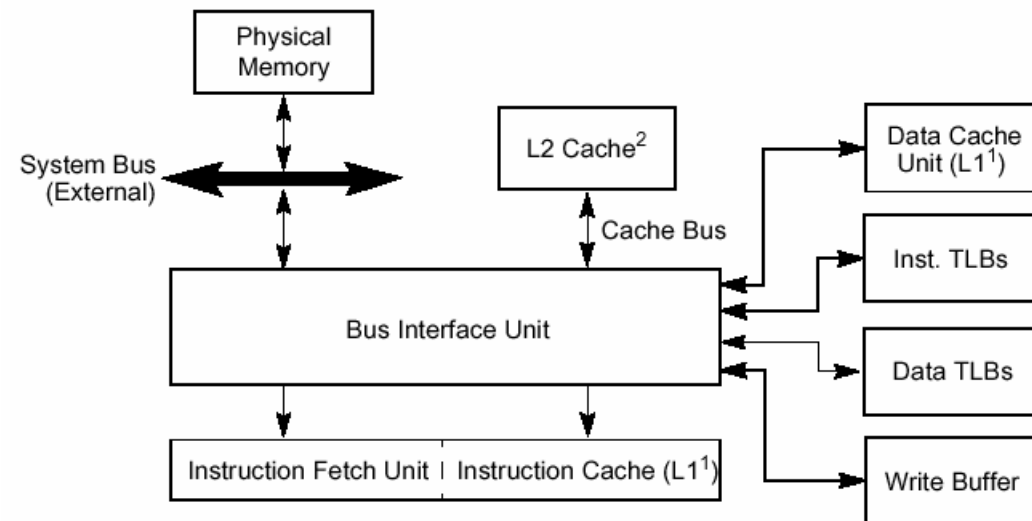 Physical
Memory
System Bus
(External)
L2 Cache²
Cache Bus
Data Cache
Unit (L1¹)
Inst. TLBs
Bus Interface Unit
Data TLBs
Instruction Fetch Unit
Instruction Cache (L1¹)
Write Buffer